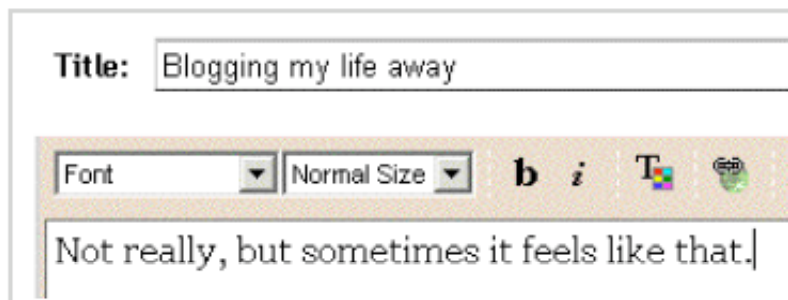 Title: Blogging my life away
Font Normal Size b i T
Not really, but sometimes it feels like that.